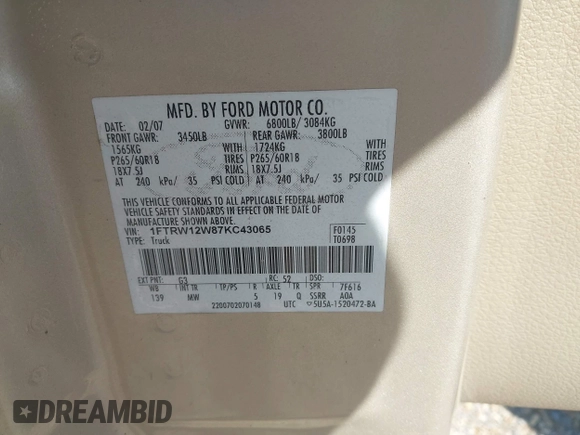 MFD. BY FORD MOTOR CO.
DATE: 02/07 GVWR: 6800LB/ 3084KG
FRONT GAWR: 3450LB REAR GAWR: 3800LB
1565KG WITH 1724KG WITH
P265/60R18 TIRES P265/60R18 TIRES
18X7.5J RIMS 18X7.5J RIMS
AT 240 kPa/ 35 PSI COLD AT 240 kPa/ 35 PSI COLD
THIS VEHICLE CONFORMS TO ALL APPLICABLE FEDERAL MOTOR
VEHICLE SAFETY STANDARDS IN EFFECT ON THE DATE OF
MANUFACTURE SHOWN ABOVE.
VIN: 1FTRW12W87KC43065 F0145
TYPE: Truck T0698
EXT PNT: G3 RC: 52 DSO:
WB INT TR TP/PS R AXLE TR SPR 7F616
139 MW 5 19 Q SSRR A0A
220070207014N UTC 5U5A-1520472-BA
DREAMBID